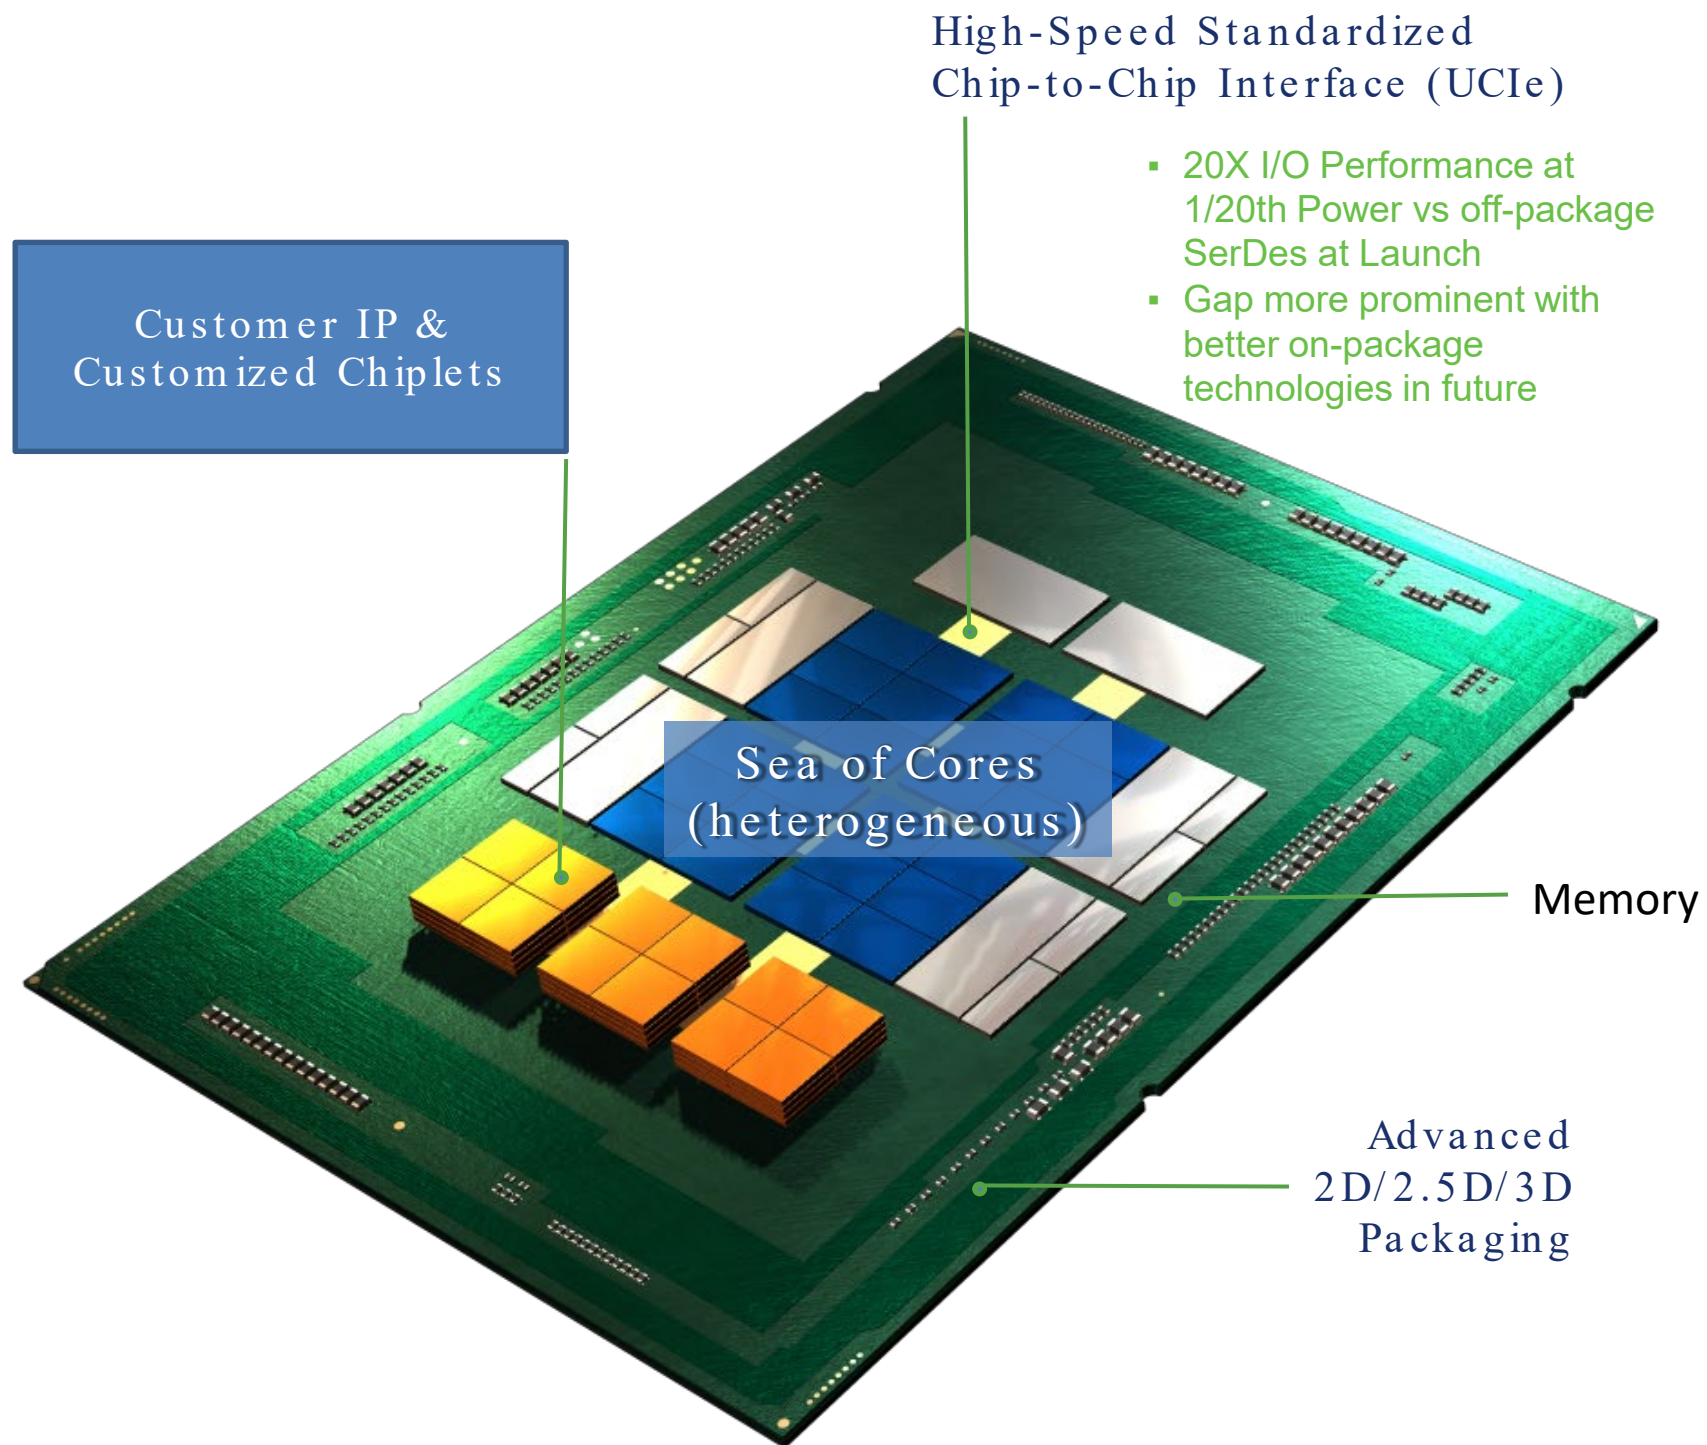 High-Speed Standardized
Chip-to-Chip Interface (UCIe)
▪ 20X I/O Performance at
1/20th Power vs off-package
SerDes at Launch
▪ Gap more prominent with
better on-package
technologies in future
Customer IP &
Customized Chiplets
Sea of Cores
(heterogeneous)
Memory
Advanced
2D/2.5D/3D
Packaging